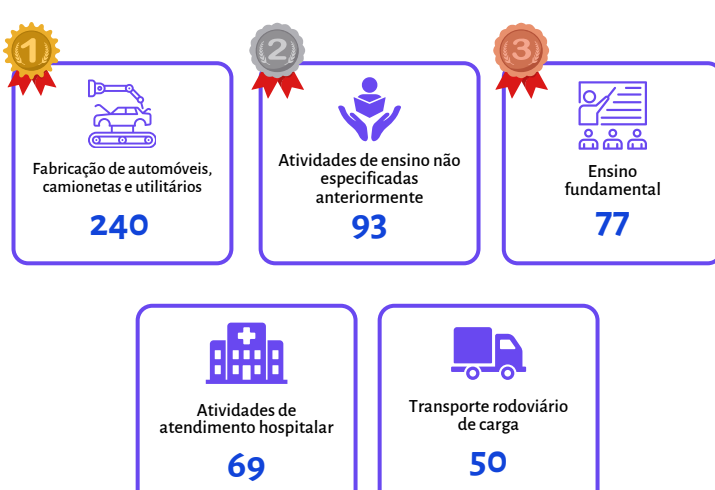 1
2
3
Fabricação de automóveis,
camionetas e utilitários
240
Atividades de ensino não
especificadas
anteriormente
93
Ensino
fundamental
77
Atividades de
atendimento hospitalar
69
Transporte rodoviário
de carga
50